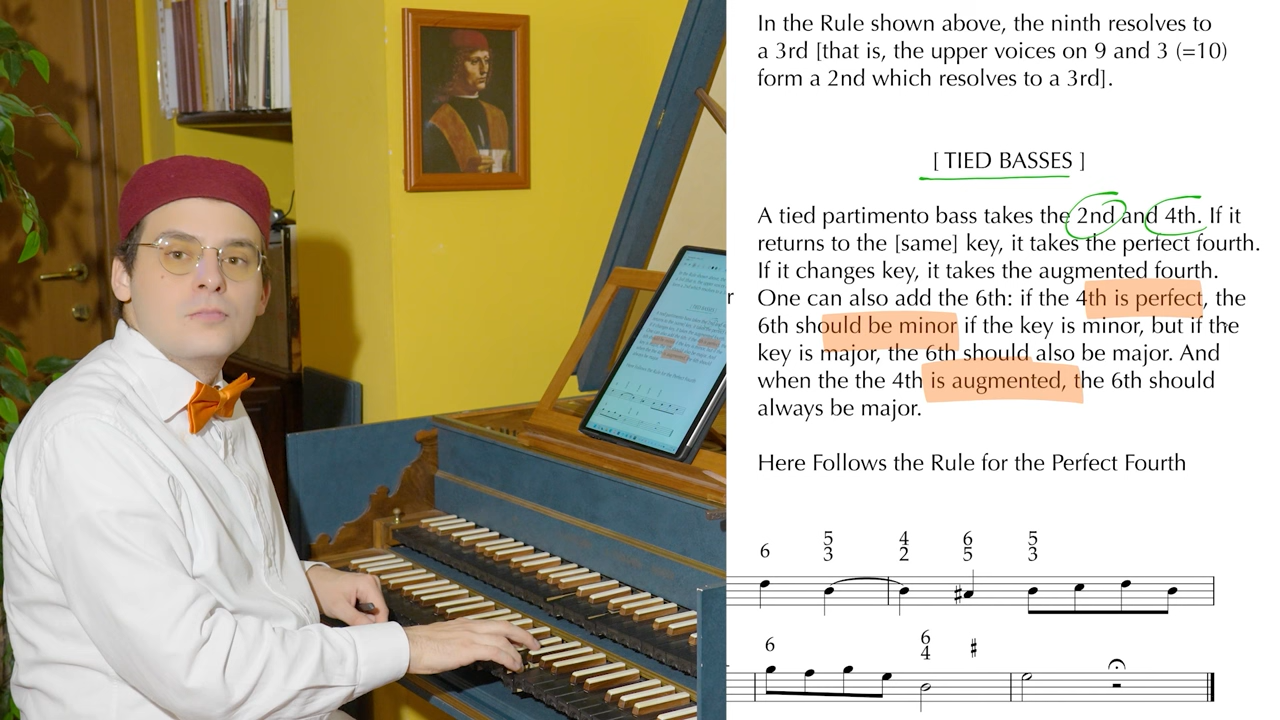 In the Rule shown above, the ninth resolves to
a 3rd [that is, the upper voices on 9 and 3 (=10)
form a 2nd which resolves to a 3rd].
[ TIED BASSES ]
A tied partimento bass takes the 2nd and 4th. If it
returns to the [same] key, it takes the perfect fourth.
If it changes key, it takes the augmented fourth.
r One can also add the 6th: if the 4th is perfect, the
6th should be minor if the key is minor, but if the
key is major, the 6th should also be major. And
when the the 4th is augmented, the 6th should
always be major.
Here Follows the Rule for the Perfect Fourth
6 5 4 6 5
3 2 5 3
6 6 #
4